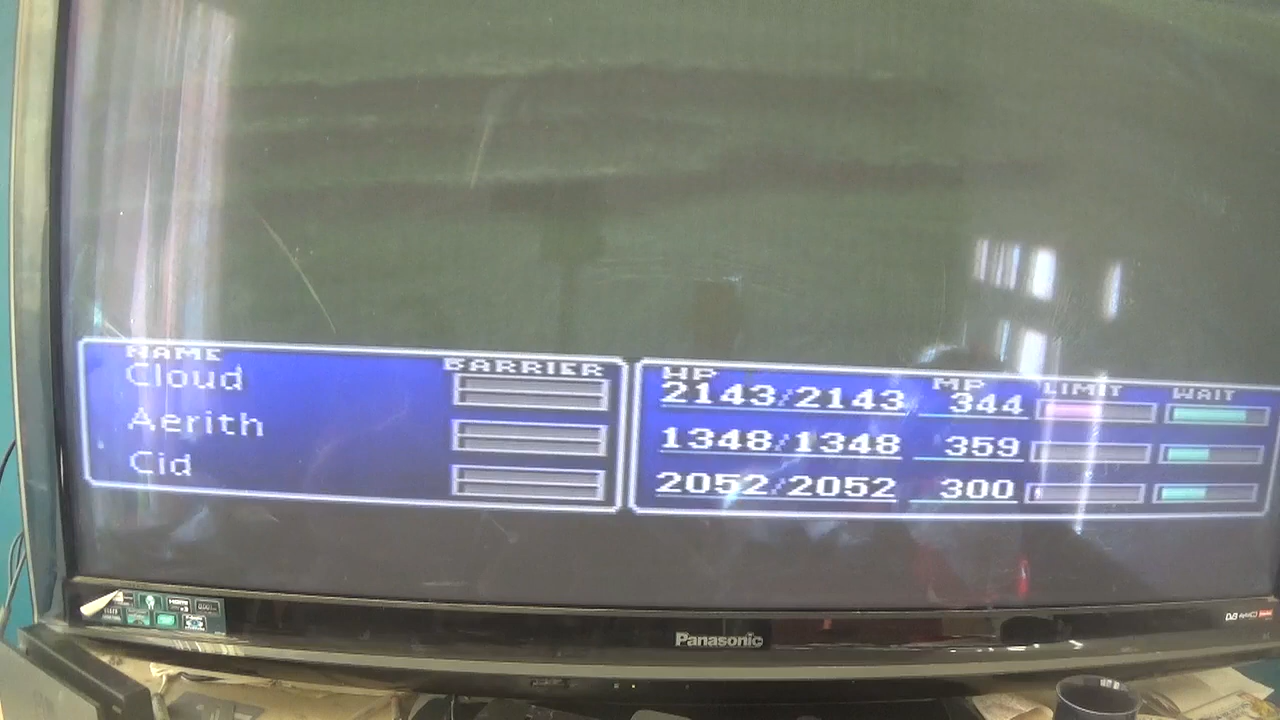 NAME BARRIER HP MP LIMIT WAIT
Cloud 2143/2143 344
Aerith 1348/1348 359
Cid 2052/2052 300
Panasonic
DVB